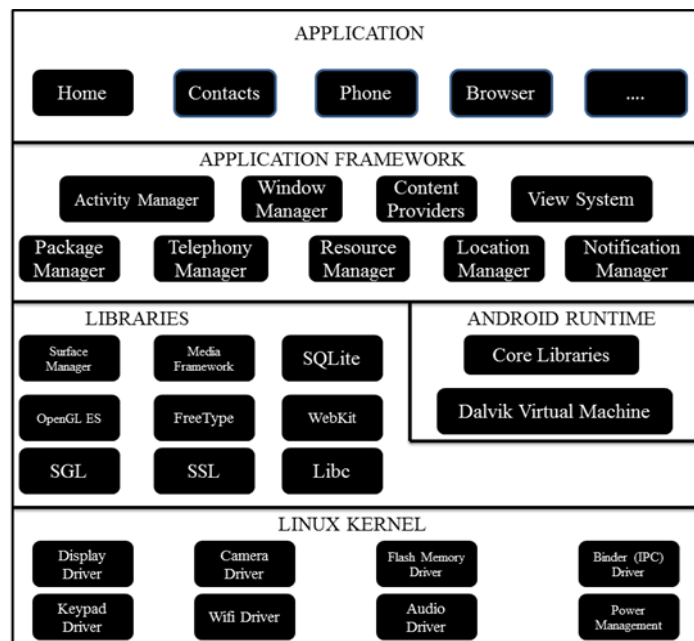 APPLICATION
Home
Contacts
Phone
Browser
....
APPLICATION FRAMEWORK
Activity Manager
Window
Manager
Content
Providers
View System
Package
Manager
Telephony
Manager
Resource
Manager
Location
Manager
Notification
Manager
LIBRARIES
Surface
Manager
Media
Framework
SQLite
OpenGL ES
FreeType
WebKit
SGL
SSL
Libc
ANDROID RUNTIME
Core Libraries
Dalvik Virtual Machine
LINUX KERNEL
Display
Driver
Camera
Driver
Flash Memory
Driver
Binder (IPC)
Driver
Keypad
Driver
Wifi Driver
Audio
Driver
Power
Management